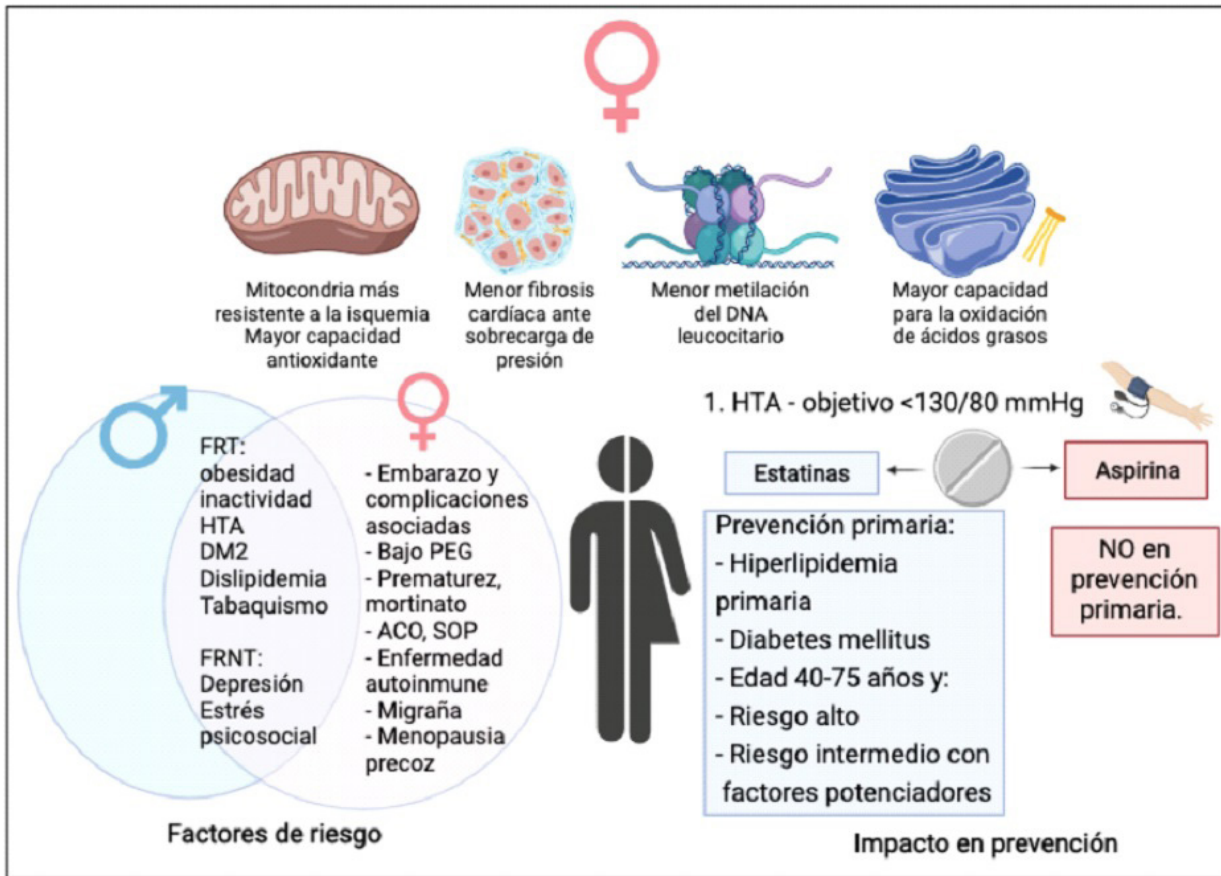 Mitocondria más
resistente a la isquemia
Mayor capacidad
antioxidante
Menor fibrosis
cardíaca ante
sobrecarga de
presión
Menor metilación
del DNA
leucocitario
Mayor capacidad
para la oxidación
de ácidos grasos
FRT:
obesidad
inactividad
HTA
DM2
Dislipidemia
Tabaquismo
FRNT:
Depresión
Estrés
psicosocial
- Embarazo y
complicaciones
asociadas
- Bajo PEG
- Prematurez,
mortinato
- ACO, SOP
- Enfermedad
autoinmune
- Migraña
- Menopausia
precoz
Factores de riesgo
1. HTA - objetivo <130/80 mmHg
Estatinas
Aspirina
Prevención primaria:
- Hiperlipidemia
primaria
- Diabetes mellitus
- Edad 40-75 años y:
- Riesgo alto
- Riesgo intermedio con
factores potenciadores
NO en
prevención
primaria.
Impacto en prevención